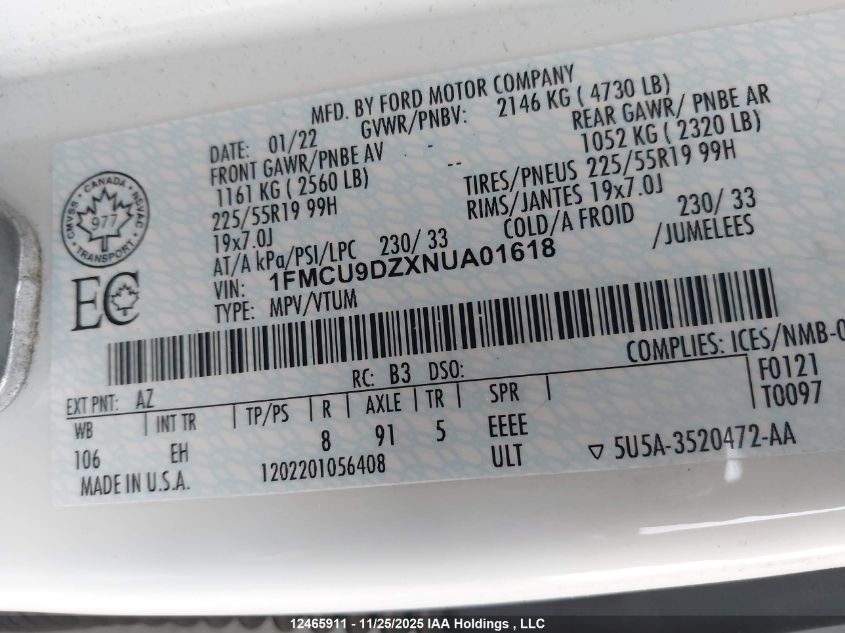 MFD. BY FORD MOTOR COMPANY
DATE: 01/22 GVWR/PNBV: 2146 KG ( 4730 LB)
FRONT GAWR/PNBE AV - REAR GAWR/ PNBE AR
1161 KG ( 2560 LB) -- 1052 KG ( 2320 LB)
225/55R19 99H TIRES/PNEUS 225/55R19 99H
19x7.0J RIMS/JANTES 19x7.0J
AT/A kPa/PSI/LPC 230/ 33 COLD/A FROID 230/ 33
VIN: 1FMCU9DZXNUA01618 /JUMELEES
TYPE: MPV/VTUM
CANADA
CMVSS NSVAC
977
TRANSPORT
EC
COMPLIES: ICES/NMB-0
EXT PNT: AZ RC: B3 DSO: F0121
WB INT TR TP/PS R AXLE TR SPR T0097
106 EH 8 91 5 EEEE
ULT
MADE IN U.S.A. 1202201056408 5U5A-3520472-AA
12465911 - 11/25/2025 IAA Holdings , LLC